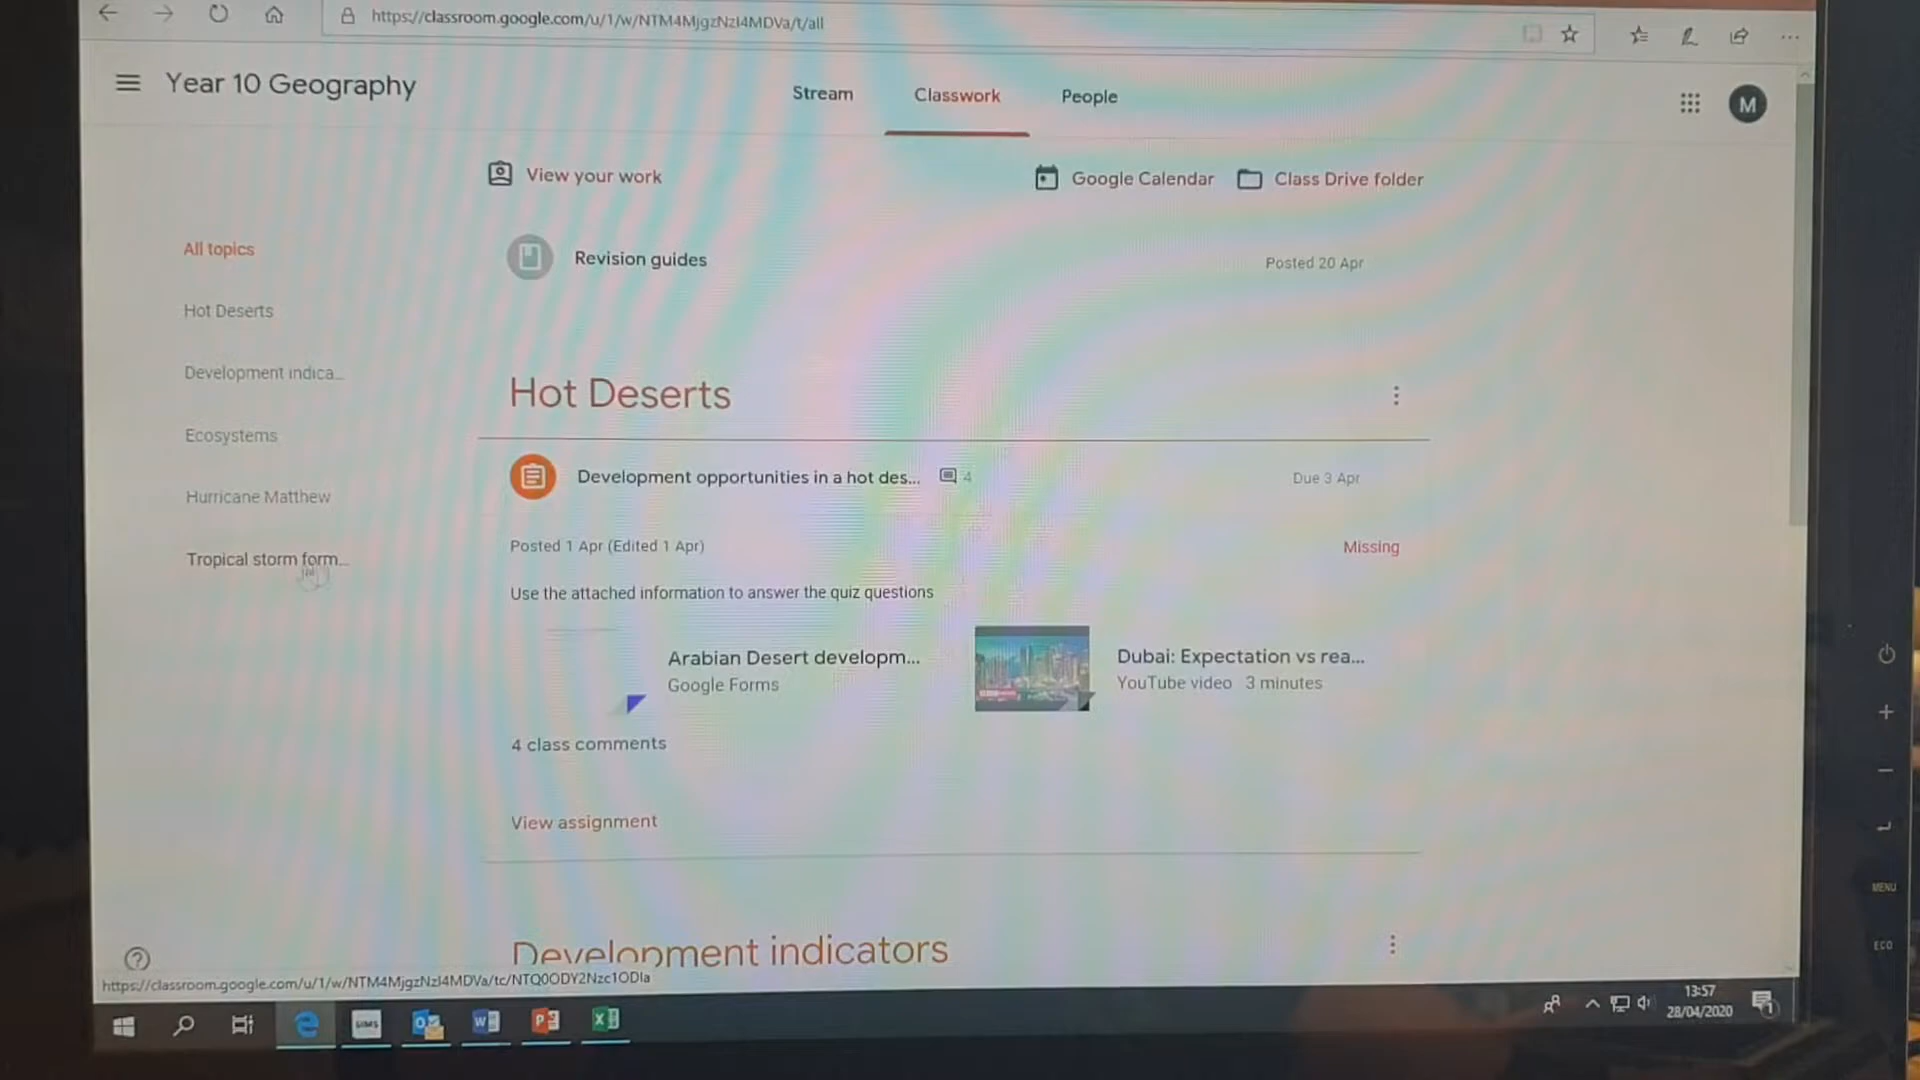 https://classroom.google.com/u/1/w/NTM4MjgzNzI4MDVa/t/all
Year 10 Geography
Stream
Classwork
People
M
View your work
Google Calendar
Class Drive folder
All topics
Hot Deserts
Development indica...
Ecosystems
Hurricane Matthew
Tropical storm form...
Revision guides
Posted 20 Apr
Hot Deserts
Development opportunities in a hot des...
4
Due 3 Apr
Posted 1 Apr (Edited 1 Apr)
Missing
Use the attached information to answer the quiz questions
Arabian Desert developm...
Google Forms
Dubai: Expectation vs rea...
YouTube video 3 minutes
4 class comments
View assignment
Development indicators
https://classroom.google.com/u/1/w/NTM4MjgzNzI4MDVa/tc/NTQ0ODY2Nzc1ODla
SIMS
13:57
28/04/2020
1
MENU
ECO